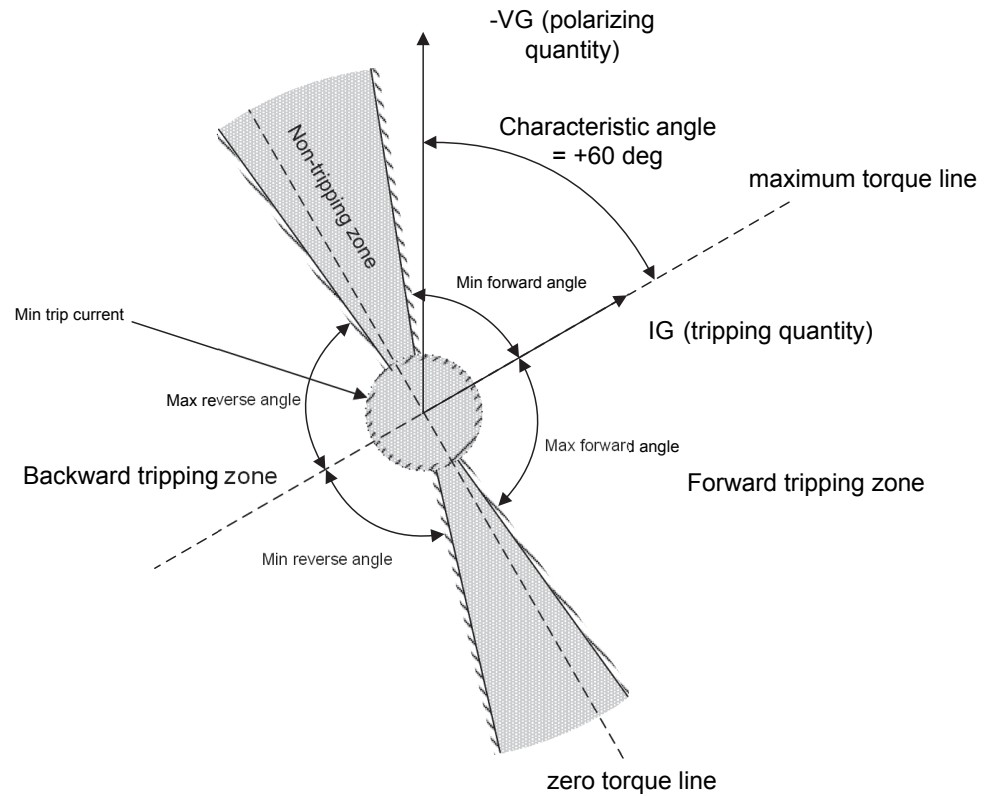 -VG (polarizing
quantity)
Characteristic angle
= +60 deg
maximum torque line
Non-tripping zone
Min forward angle
Min trip current
IG (tripping quantity)
Max reverse angle
Max forward angle
Backward tripping zone
Forward tripping zone
Min reverse angle
zero torque line